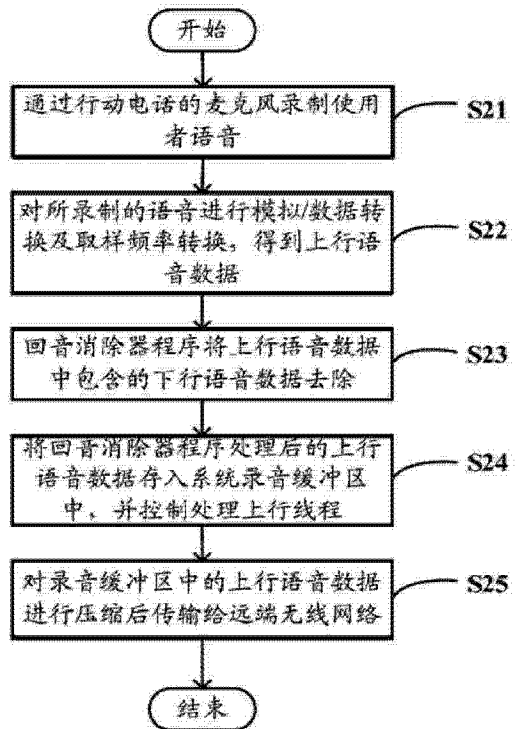 开始
通过行动电话的麦克风录制使用
者语音
S21
对所录制的语音进行模拟/数据转
换及取样频率转换，得到上行语
音数据
S22
回音消除器程序将上行语音数据
中包含的下行语音数据去除
S23
将回音消除器程序处理后的上行
语音数据存入系统录音缓冲区
中，并控制处理上行线程
S24
对录音缓冲区中的上行语音数据
进行压缩后传输给远端无线网络
S25
结束